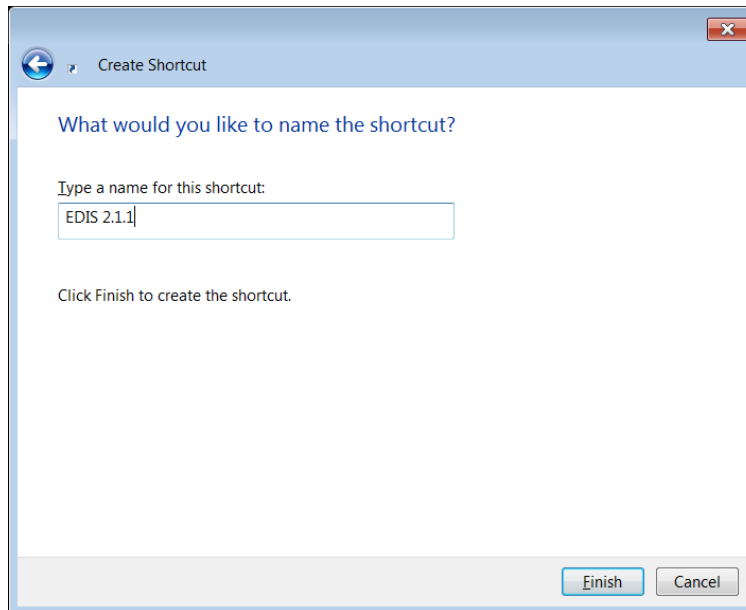 Create Shortcut
What would you like to name the shortcut?
Type a name for this shortcut:
EDIS 2.1.1
Click Finish to create the shortcut.
Finish Cancel